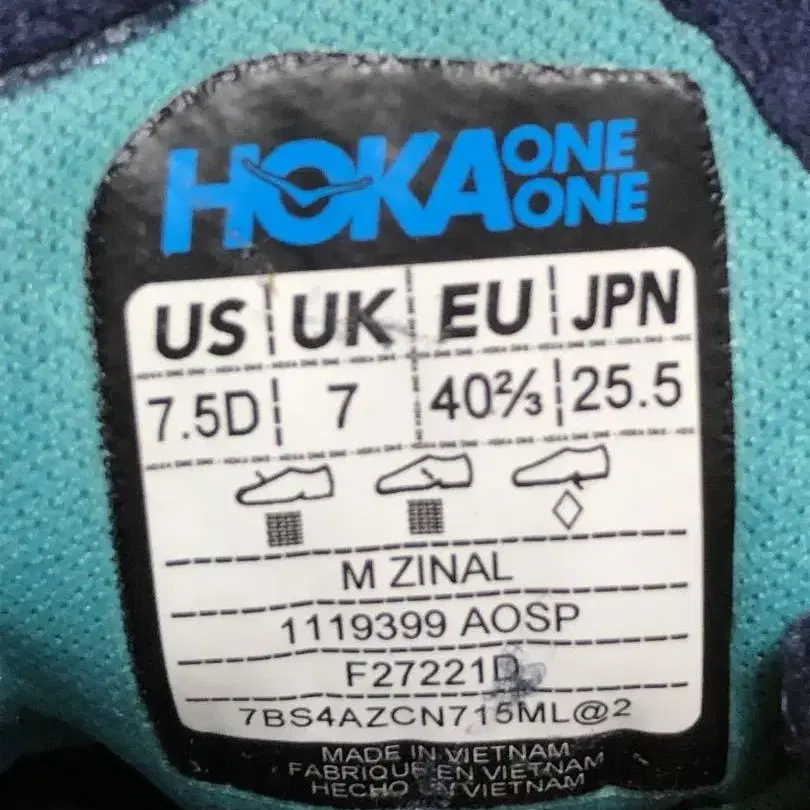 HOKA ONE ONE
US UK EU JPN
7.5D 7 40⅔ 25.5
M ZINAL
1119399 AOSP
F27221D
7BS4AZCN715ML@2
MADE IN VIETNAM
FABRIQUE EN VIETNAM
HECHO VIETNAM